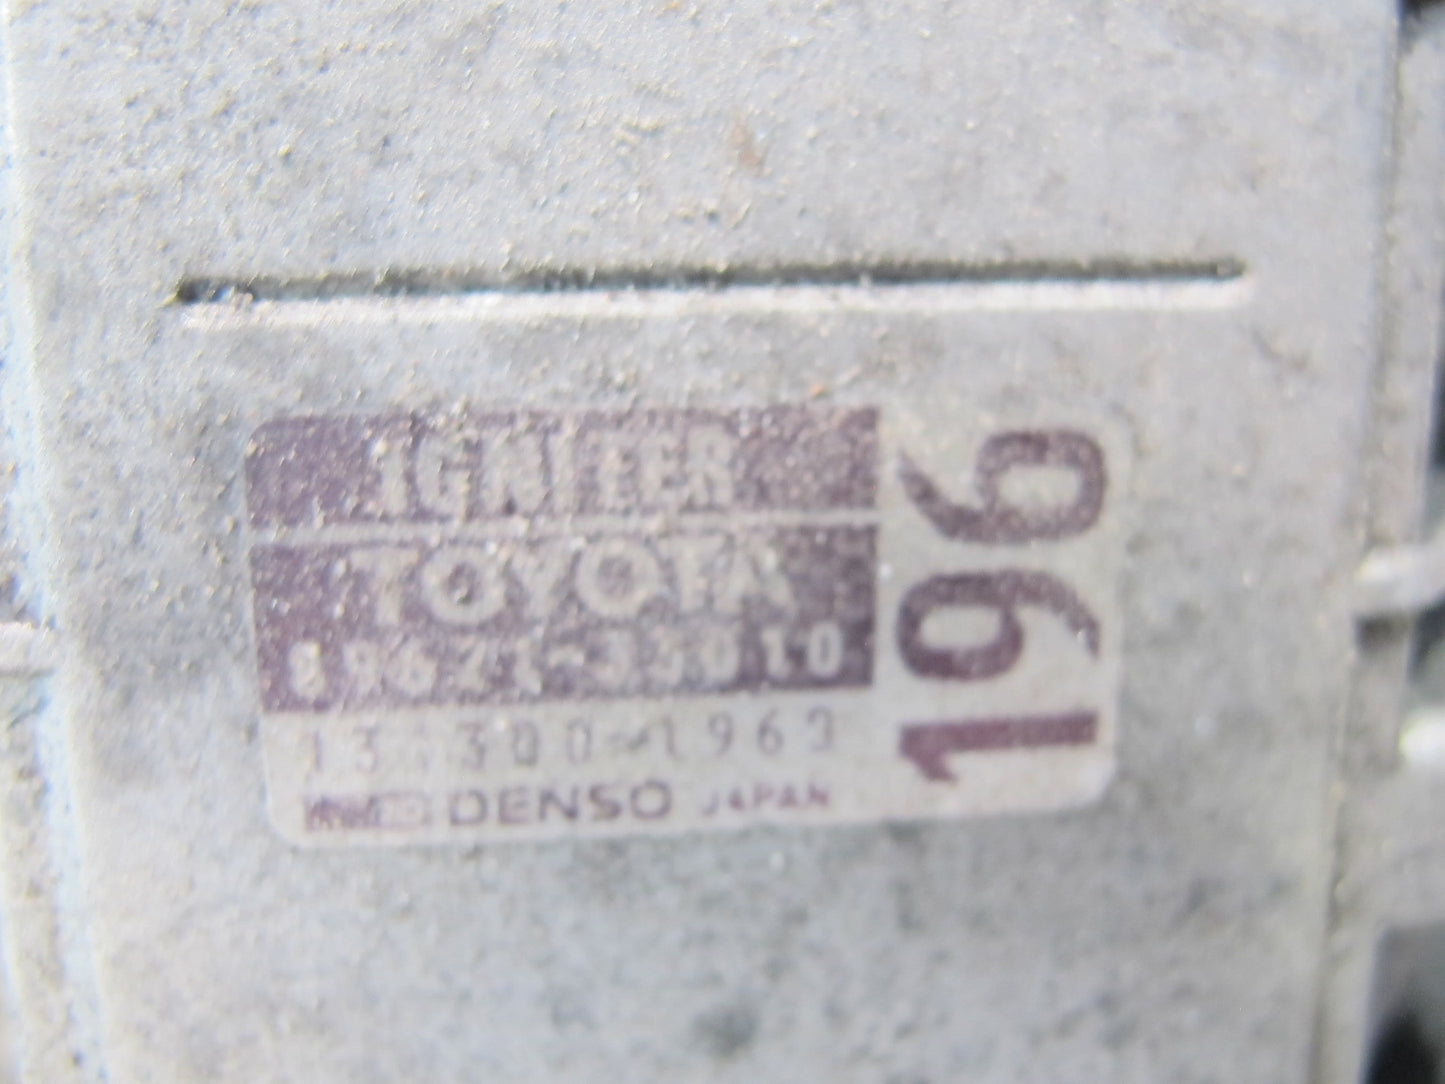 IGNITER
TOYOTA
89621-33010
DENSO JAPAN
196